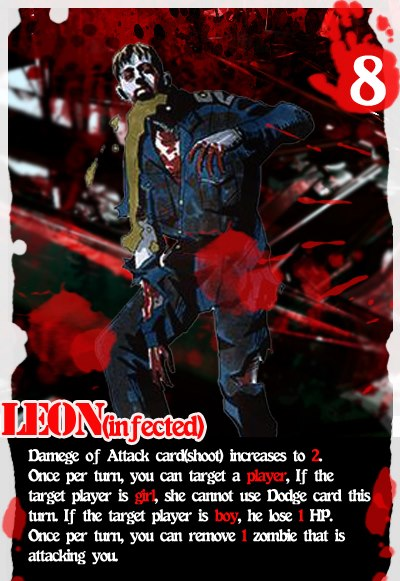 8
LEON(infected)
Damege of Attack card(shoot) increases to 2.
Once per turn, you can target a player, If the
target player is girl, she cannot use Dodge card this
turn. If the target player is boy, he lose 1 HP.
Once per turn, you can remove 1 zombie that is
attacking you.